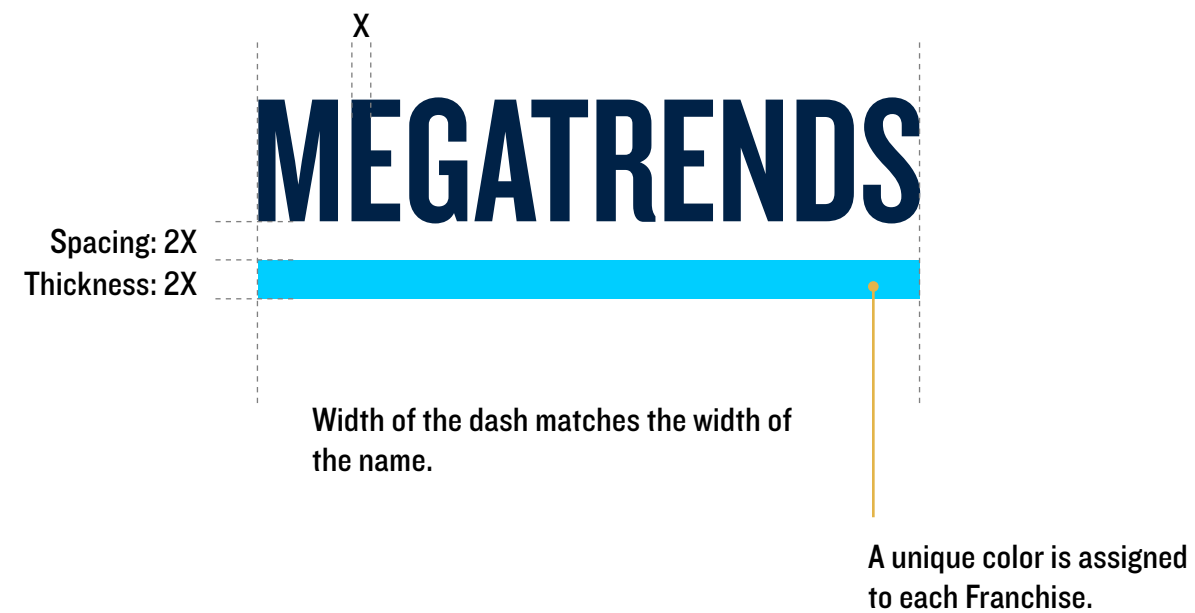 X
MEGATRENDS
Spacing: 2X
Thickness: 2X
Width of the dash matches the width of
the name.
A unique color is assigned
to each Franchise.